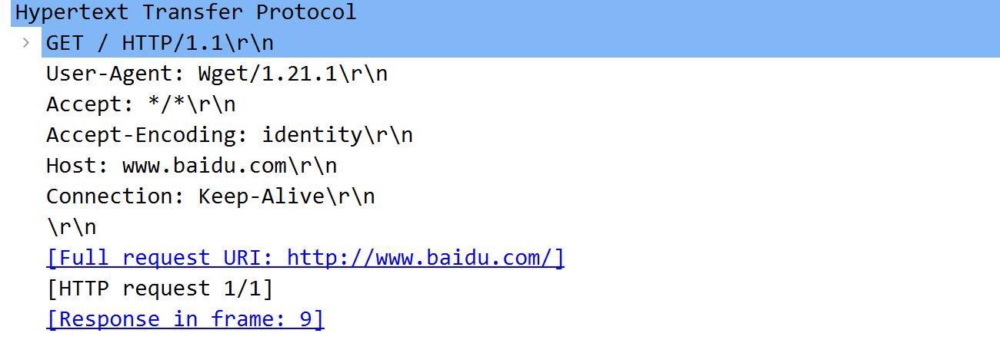 Hypertext Transfer Protocol
GET / HTTP/1.1\r\n
User-Agent: Wget/1.21.1\r\n
Accept: */*\r\n
Accept-Encoding: identity\r\n
Host: www.baidu.com\r\n
Connection: Keep-Alive\r\n
\r\n
[Full request URI: http://www.baidu.com/]
[HTTP request 1/1]
[Response in frame: 9]